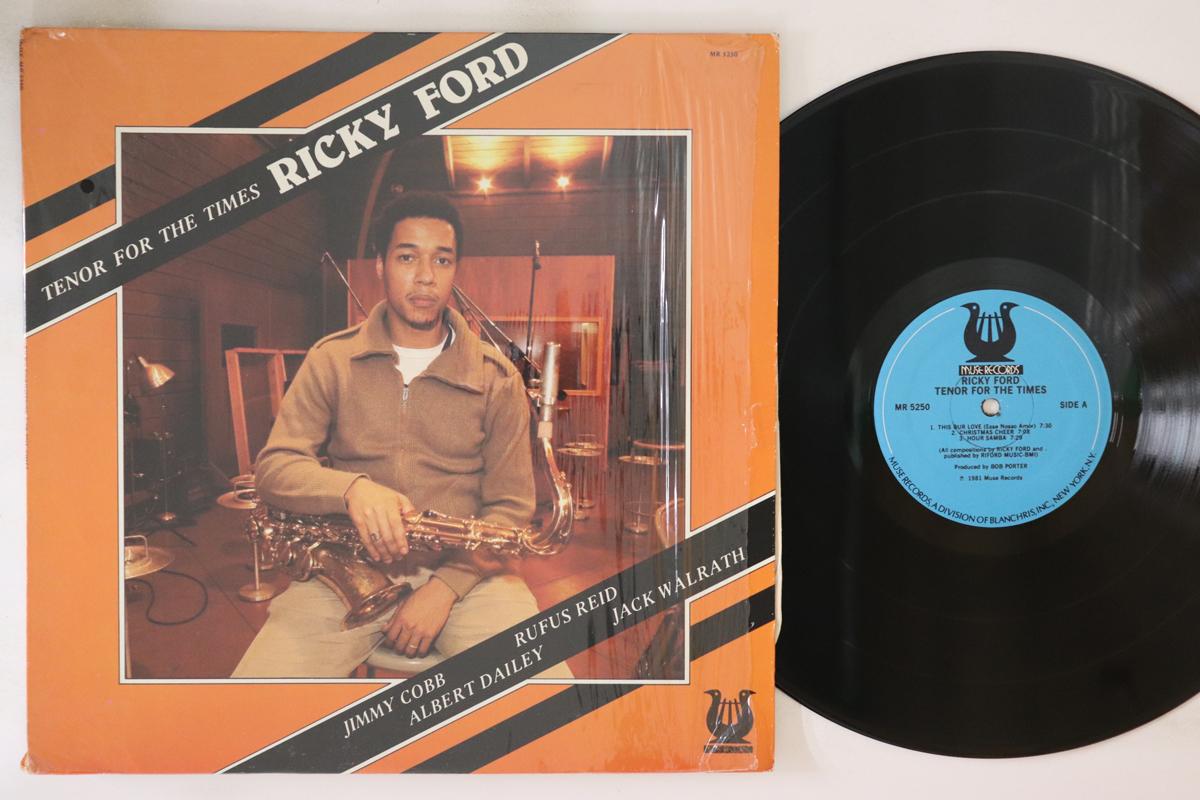 MR 5250
TENOR FOR THE TIMES RICKY FORD
JIMMY COBB
RUFUS REID
ALBERT DAILEY
JACK WALRATH
MUSE RECORDS
RICKY FORD
TENOR FOR THE TIMES
MR 5250
SIDE A
1. THIS OUR LOVE (Esse Nosso Amor) 7:30
2. CHRISTMAS CHEER 7:08
3. HOUR SAMBA 7:29
(All compositions by RICKY FORD and
published by RIFORD MUSIC-BMI)
Produced by BOB PORTER
℗ 1981 Muse Records
MUSE RECORDS, A DIVISION OF BLANCHRIS, INC., NEW YORK, N.Y.